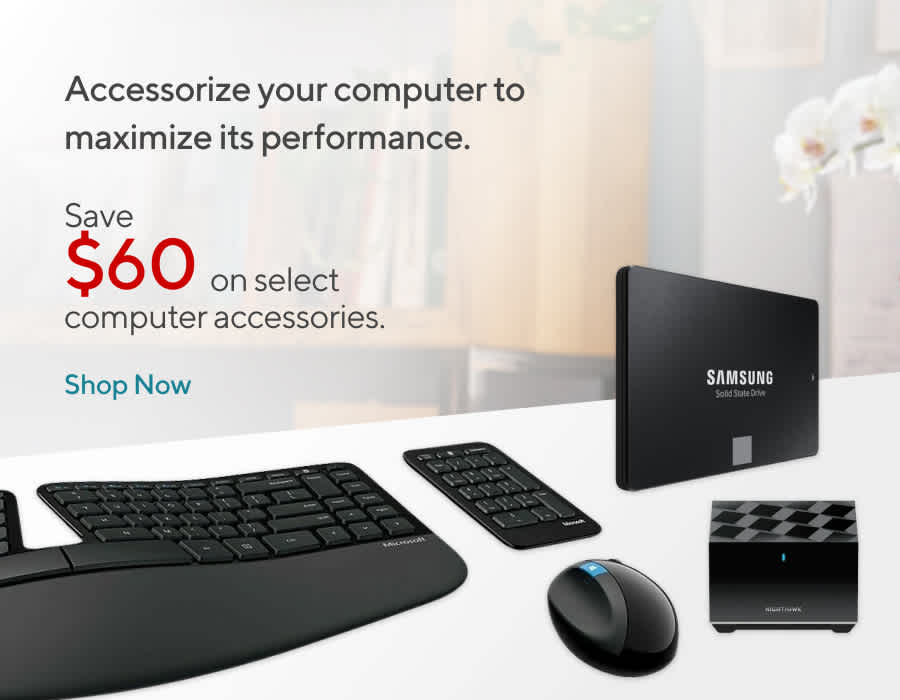 Accessorize your computer to
maximize its performance.
Save
$60 on select
computer accessories.
Shop Now
SAMSUNG
Solid State Drive
Microsoft
Microsoft
NIGHTHAWK